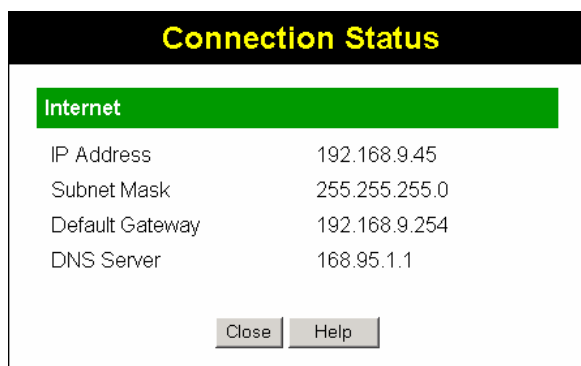 Connection Status
Internet
IP Address 192.168.9.45
Subnet Mask 255.255.255.0
Default Gateway 192.168.9.254
DNS Server 168.95.1.1
Close Help